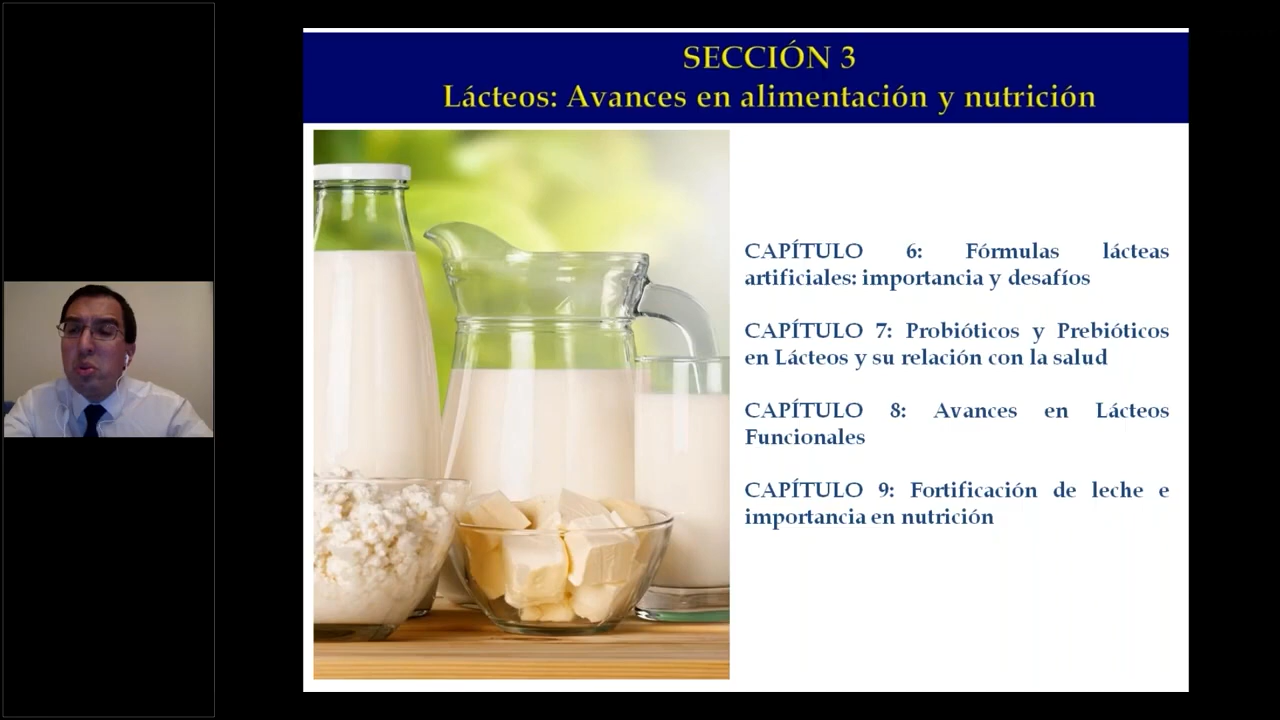 SECCIÓN 3
Lácteos: Avances en alimentación y nutrición
CAPÍTULO 6: Fórmulas lácteas
artificiales: importancia y desafíos
CAPÍTULO 7: Probióticos y Prebióticos
en Lácteos y su relación con la salud
CAPÍTULO 8: Avances en Lácteos
Funcionales
CAPÍTULO 9: Fortificación de leche e
importancia en nutrición